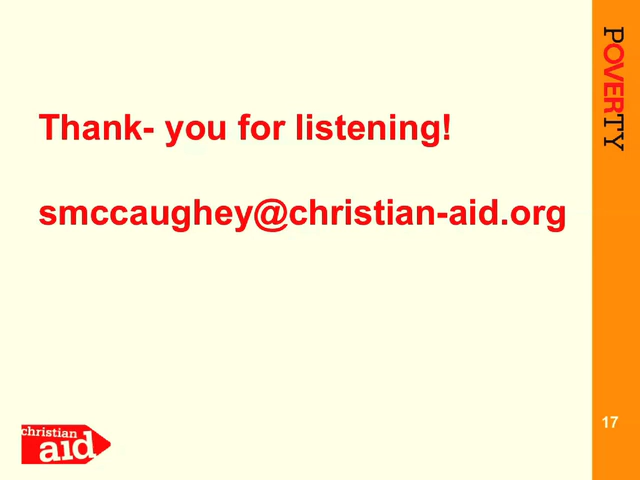 Thank- you for listening!
smccaughey@christian-aid.org
POVERTY
17
christian
aid